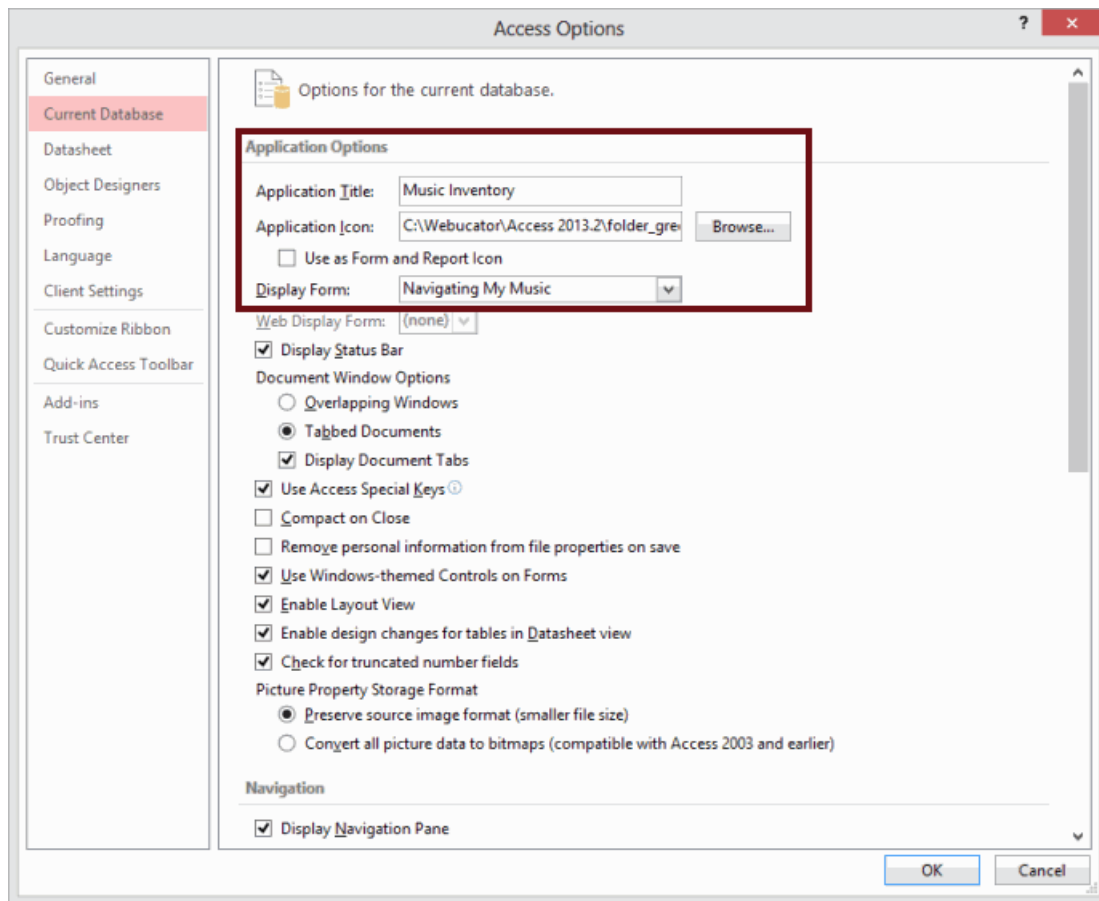 Access Options
?
General
Current Database
Datasheet
Object Designers
Proofing
Language
Client Settings
Customize Ribbon
Quick Access Toolbar
Add-ins
Trust Center
Options for the current database.
Application Options
Application Title: Music Inventory
Application Icon: C:\Webucator\Access 2013.2\folder_gre Browse...
Use as Form and Report Icon
Display Form: Navigating My Music
Web Display Form: (none)
Display Status Bar
Document Window Options
Overlapping Windows
Tabbed Documents
Display Document Tabs
Use Access Special Keys
Compact on Close
Remove personal information from file properties on save
Use Windows-themed Controls on Forms
Enable Layout View
Enable design changes for tables in Datasheet view
Check for truncated number fields
Picture Property Storage Format
Preserve source image format (smaller file size)
Convert all picture data to bitmaps (compatible with Access 2003 and earlier)
Navigation
Display Navigation Pane
OK Cancel